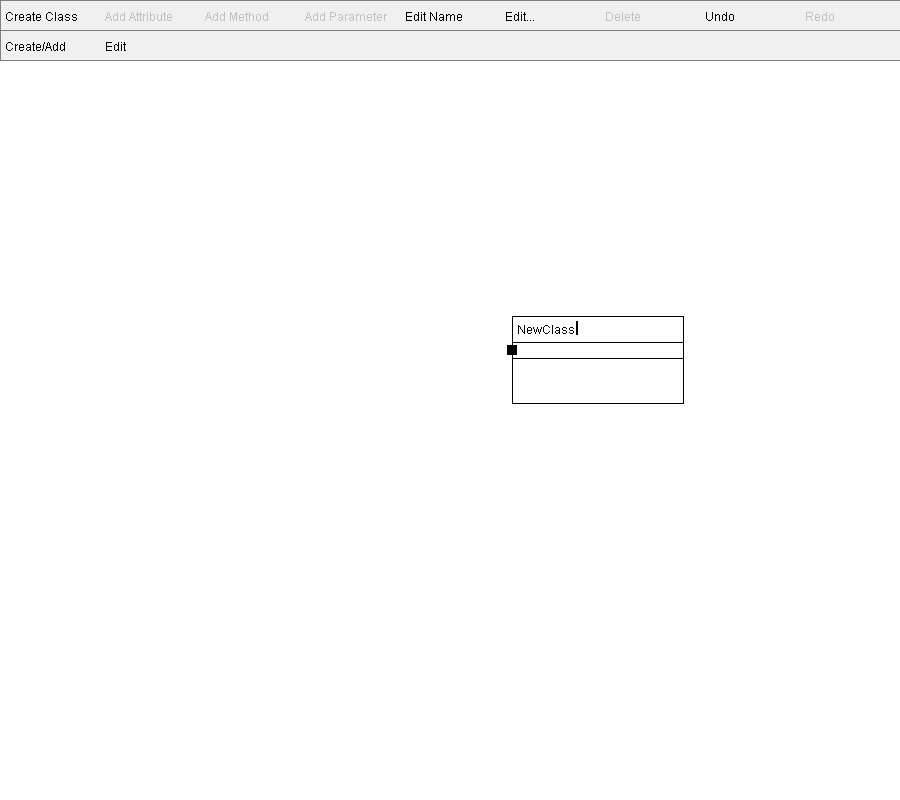 Create Class Add Attribute Add Method Add Parameter Edit Name Edit... Delete Undo Redo
Create/Add Edit
NewClass